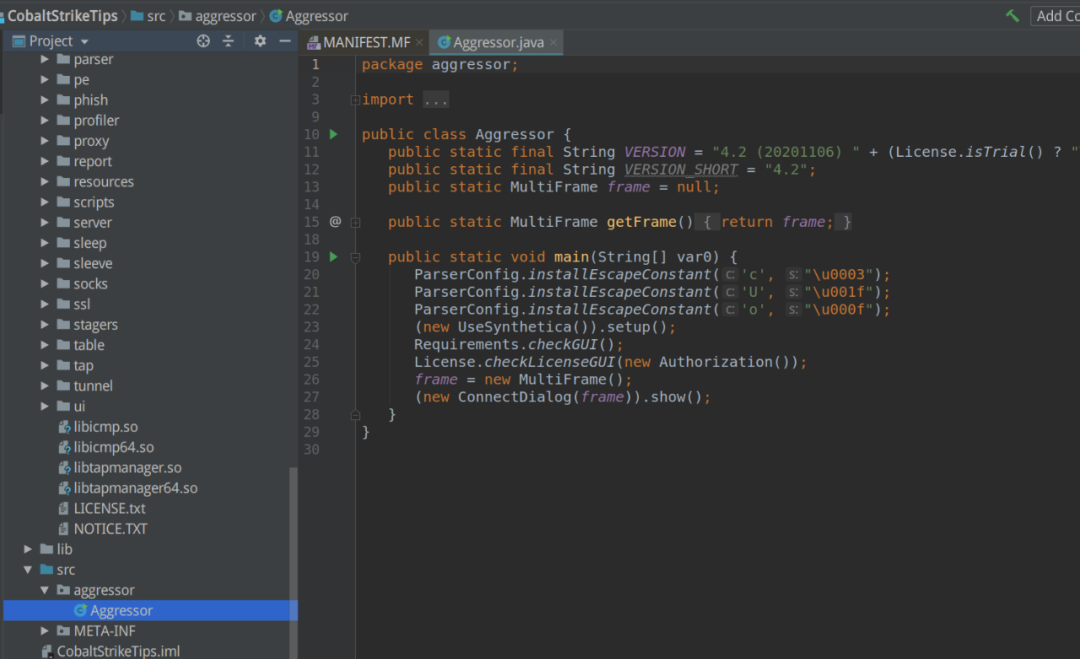 CobaltStrikeTips src aggressor Aggressor Add Co
Project MANIFEST.MF Aggressor.java
parser
pe
phish
profiler
proxy
report
resources
scripts
server
sleep
sleeve
socks
ssl
stagers
table
tap
tunnel
ui
libicmp.so
libicmp64.so
libtapmanager.so
libtapmanager64.so
LICENSE.txt
NOTICE.TXT
lib
src
aggressor
Aggressor
META-INF
CobaltStrikeTips.iml
1 package aggressor;
2
3 import ...
9
10 public class Aggressor {
11 public static final String VERSION = "4.2 (20201106) " + (License.isTrial() ? "
12 public static final String VERSION_SHORT = "4.2";
13 public static MultiFrame frame = null;
14
15 @ public static MultiFrame getFrame() { return frame; }
18
19 public static void main(String[] var0) {
20 ParserConfig.installEscapeConstant( c: 'c', s: "\u0003");
21 ParserConfig.installEscapeConstant( c: 'U', s: "\u001f");
22 ParserConfig.installEscapeConstant( c: 'o', s: "\u000f");
23 (new UseSynthetica()).setup();
24 Requirements.checkGUI();
25 License.checkLicenseGUI(new Authorization());
26 frame = new MultiFrame();
27 (new ConnectDialog(frame)).show();
28 }
29 }
30